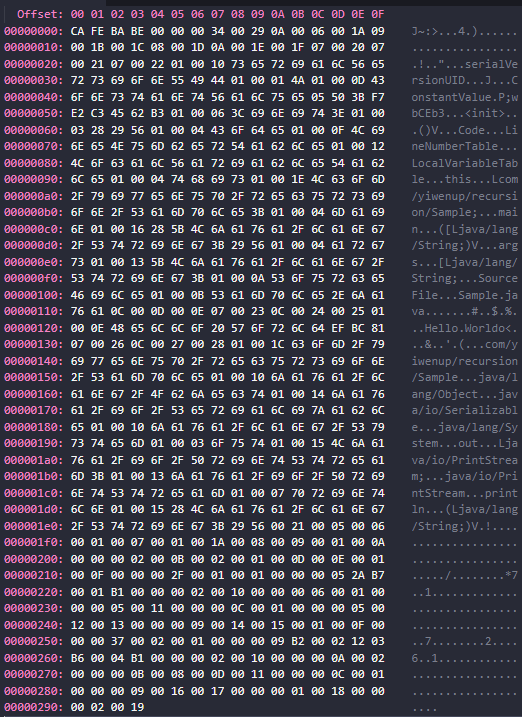 Offset: 00 01 02 03 04 05 06 07 08 09 0A 0B 0C 0D 0E 0F
00000000: CA FE BA BE 00 00 00 34 00 29 0A 00 06 00 1A 09 J~:>...4.)......
00000010: 00 1B 00 1C 08 00 1D 0A 00 1E 00 1F 07 00 20 07 ................
00000020: 00 21 07 00 22 01 00 10 73 65 72 69 61 6C 56 65 .!.."...serialVe
00000030: 72 73 69 6F 6E 55 49 44 01 00 01 4A 01 00 0D 43 rsionUID...J...C
00000040: 6F 6E 73 74 61 6E 74 56 61 6C 75 65 05 50 3B F7 onstantValue.P;w
00000050: E2 C3 45 62 B3 01 00 06 3C 69 6E 69 74 3E 01 00 bCEb3...<init>..
00000060: 03 28 29 56 01 00 04 43 6F 64 65 01 00 0F 4C 69 .()V...Code...Li
00000070: 6E 65 4E 75 6D 62 65 72 54 61 62 6C 65 01 00 12 neNumberTable...
00000080: 4C 6F 63 61 6C 56 61 72 69 61 62 6C 65 54 61 62 LocalVariableTab
00000090: 6C 65 01 00 04 74 68 69 73 01 00 1E 4C 63 6F 6D le...this...Lcom
000000a0: 2F 79 69 77 65 6E 75 70 2F 72 65 63 75 72 73 69 /yiwenup/recursi
000000b0: 6F 6E 2F 53 61 6D 70 6C 65 3B 01 00 04 6D 61 69 on/Sample;...mai
000000c0: 6E 01 00 16 28 5B 4C 6A 61 76 61 2F 6C 61 6E 67 n...([Ljava/lang
000000d0: 2F 53 74 72 69 6E 67 3B 29 56 01 00 04 61 72 67 /String;)V...arg
000000e0: 73 01 00 13 5B 4C 6A 61 76 61 2F 6C 61 6E 67 2F s...[Ljava/lang/
000000f0: 53 74 72 69 6E 67 3B 01 00 0A 53 6F 75 72 63 65 String;...Source
00000100: 46 69 6C 65 01 00 0B 53 61 6D 70 6C 65 2E 6A 61 File...Sample.ja
00000110: 76 61 0C 00 0D 00 0E 07 00 23 0C 00 24 00 25 01 va.......#..$.%.
00000120: 00 0E 48 65 6C 6C 6F 20 57 6F 72 6C 64 EF BC 81 ..Hello.Worldo<.
00000130: 07 00 26 0C 00 27 00 28 01 00 1C 63 6F 6D 2F 79 ..&..'.(...com/y
00000140: 69 77 65 6E 75 70 2F 72 65 63 75 72 73 69 6F 6E iwenup/recursion
00000150: 2F 53 61 6D 70 6C 65 01 00 10 6A 61 76 61 2F 6C /Sample...java/l
00000160: 61 6E 67 2F 4F 62 6A 65 63 74 01 00 14 6A 61 76 ang/Object...jav
00000170: 61 2F 69 6F 2F 53 65 72 69 61 6C 69 7A 61 62 6C a/io/Serializabl
00000180: 65 01 00 10 6A 61 76 61 2F 6C 61 6E 67 2F 53 79 e...java/lang/Sy
00000190: 73 74 65 6D 01 00 03 6F 75 74 01 00 15 4C 6A 61 stem...out...Lja
000001a0: 76 61 2F 69 6F 2F 50 72 69 6E 74 53 74 72 65 61 va/io/PrintStrea
000001b0: 6D 3B 01 00 13 6A 61 76 61 2F 69 6F 2F 50 72 69 m;...java/io/Pri
000001c0: 6E 74 53 74 72 65 61 6D 01 00 07 70 72 69 6E 74 ntStream...print
000001d0: 6C 6E 01 00 15 28 4C 6A 61 76 61 2F 6C 61 6E 67 ln...(Ljava/lang
000001e0: 2F 53 74 72 69 6E 67 3B 29 56 00 21 00 05 00 06 /String;)V.!....
000001f0: 00 01 00 07 00 01 00 1A 00 08 00 09 00 01 00 0A ................
00000200: 00 00 00 02 00 0B 00 02 00 01 00 0D 00 0E 00 01 ................
00000210: 00 0F 00 00 00 2F 00 01 00 01 00 00 00 05 2A B7 ...../........*7
00000220: 00 01 B1 00 00 00 02 00 10 00 00 00 06 00 01 00 ..1.............
00000230: 00 00 05 00 11 00 00 00 0C 00 01 00 00 00 05 00 ................
00000240: 12 00 13 00 00 00 09 00 14 00 15 00 01 00 0F 00 ................
00000250: 00 00 37 00 02 00 01 00 00 00 09 B2 00 02 12 03 ..7........2....
00000260: B6 00 04 B1 00 00 00 02 00 10 00 00 00 0A 00 02 6..1............
00000270: 00 00 00 0B 00 08 00 0D 00 11 00 00 00 0C 00 01 ................
00000280: 00 00 00 09 00 16 00 17 00 00 00 01 00 18 00 00 ................
00000290: 00 02 00 19 ....